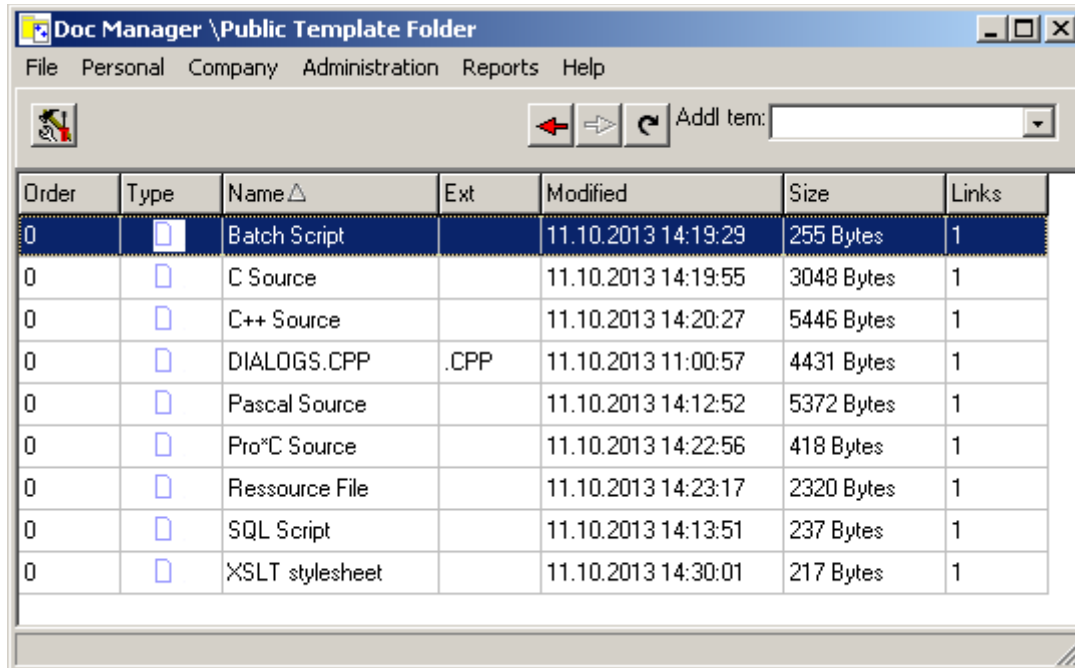 Doc Manager \Public Template Folder
File Personal Company Administration Reports Help
Addl tem:
Order Type Name Ext Modified Size Links
0 Batch Script 11.10.2013 14:19:29 255 Bytes 1
0 C Source 11.10.2013 14:19:55 3048 Bytes 1
0 C++ Source 11.10.2013 14:20:27 5446 Bytes 1
0 DIALOGS.CPP .CPP 11.10.2013 11:00:57 4431 Bytes 1
0 Pascal Source 11.10.2013 14:12:52 5372 Bytes 1
0 Pro*C Source 11.10.2013 14:22:56 418 Bytes 1
0 Ressource File 11.10.2013 14:23:17 2320 Bytes 1
0 SQL Script 11.10.2013 14:13:51 237 Bytes 1
0 XSLT stylesheet 11.10.2013 14:30:01 217 Bytes 1